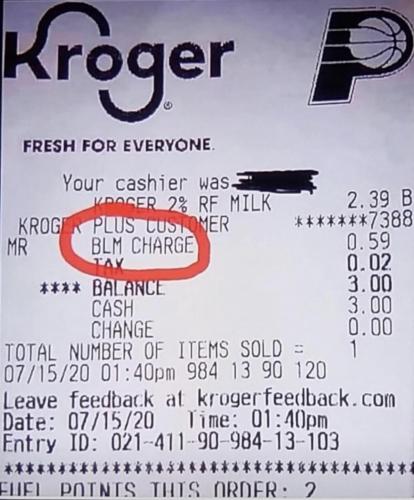 Kroger
P
®
FRESH FOR EVERYONE.
Your cashier was
KROGER 2% RF MILK 2.39 B
KROGER PLUS CUSTOMER *******7388
MR BLM CHARGE 0.59
TAX 0.02
**** BALANCE 3.00
CASH 3.00
CHANGE 0.00
TOTAL NUMBER OF ITEMS SOLD = 1
07/15/20 01:40pm 984 13 90 120
Leave feedback at krogerfeedback.com
Date: 07/15/20 Time: 01:40pm
Entry ID: 021-411-90-984-13-103
****************************************
FUEL POINTS THIS ORDER: 2